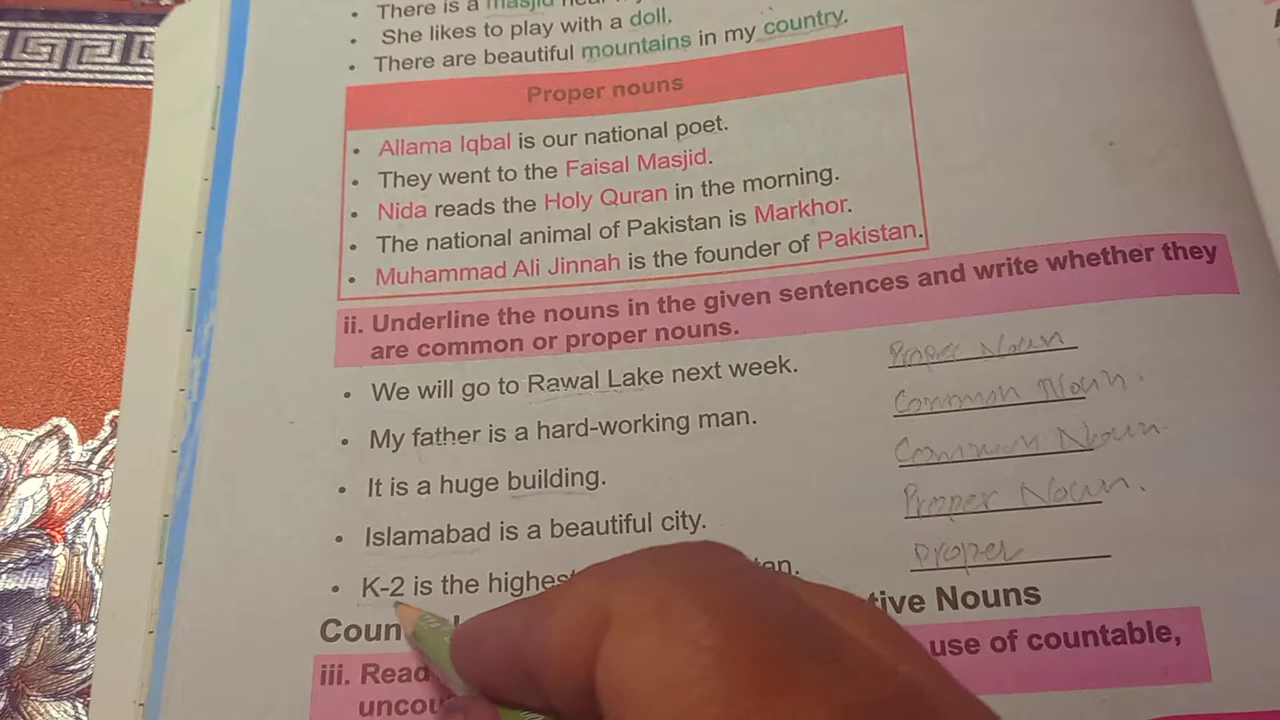 There is a masjid
She likes to play with a doll.
There are beautiful mountains in my country.
Proper nouns
Allama Iqbal is our national poet.
They went to the Faisal Masjid.
Nida reads the Holy Quran in the morning.
The national animal of Pakistan is Markhor.
Muhammad Ali Jinnah is the founder of Pakistan.
ii. Underline the nouns in the given sentences and write whether they
are common or proper nouns.
We will go to Rawal Lake next week. Proper Noun
My father is a hard-working man. Common Noun.
It is a huge building. Common Noun.
Islamabad is a beautiful city. Proper Noun.
K-2 is the highest Proper
Nouns
iii. Read use of countable,